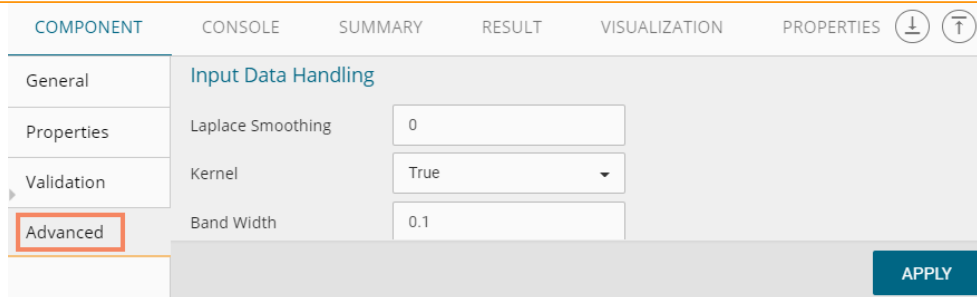 COMPONENT CONSOLE SUMMARY RESULT VISUALIZATION PROPERTIES
General
Properties
Validation
Advanced
Input Data Handling
Laplace Smoothing 0
Kernel True
Band Width 0.1
APPLY